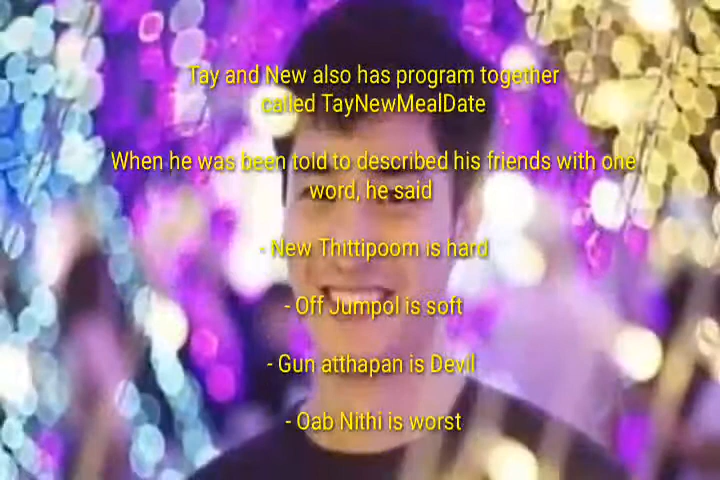 Tay and New also has program together
called TayNewMealDate
When he was been told to described his friends with one
word, he said
- New Thittipoom is hard
- Off Jumpol is soft
- Gun atthapan is Devil
- Oab Nithi is worst